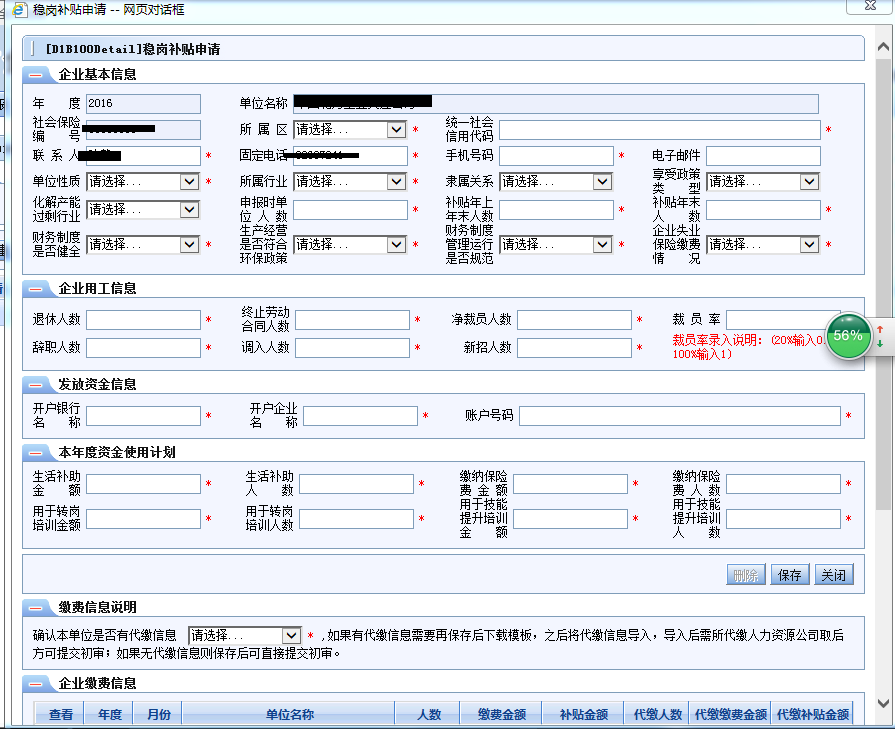 稳岗补贴申请 -- 网页对话框
[D1B100Detail]稳岗补贴申请
企业基本信息
年 度 2016 单位名称
社会保险编 号 所 属 区 请选择... * 统一社会信用代码 *
联 系 人 * 固定电话 * 手机号码 * 电子邮件
单位性质 请选择... * 所属行业 请选择... * 隶属关系 请选择... 享受政策类 型 请选择...
化解产能过剩行业 请选择... 申报时单位 人 数 * 补贴年上年末人数 * 补贴年末人 数 *
财务制度是否健全 请选择... * 生产经营是否符合环保政策 请选择... * 财务制度管理运行是否规范 请选择... * 企业失业保险缴费情 况 请选择... *
企业用工信息
退休人数 * 终止劳动合同人数 * 净裁员人数 * 裁 员 率
辞职人数 * 调入人数 * 新招人数 * 裁员率录入说明:(20%输入0.
100%输入1)
56%
发放资金信息
开户银行名 称 * 开户企业名 称 * 账户号码 *
本年度资金使用计划
生活补助金 额 * 生活补助人 数 * 缴纳保险费 金 额 * 缴纳保险费 人 数 *
用于转岗培训金额 * 用于转岗培训人数 * 用于技能提升培训金 额 * 用于技能提升培训人 数 *
删除 保存 关闭
缴费信息说明
确认本单位是否有代缴信息 请选择... * ,如果有代缴信息需要再保存后下载模板，之后将代缴信息导入，导入后需所代缴人力资源公司取后
方可提交初审；如果无代缴信息则保存后可直接提交初审。
企业缴费信息
查看 年度 月份 单位名称 人数 缴费金额 补贴金额 代缴人数 代缴缴费金额 代缴补贴金额